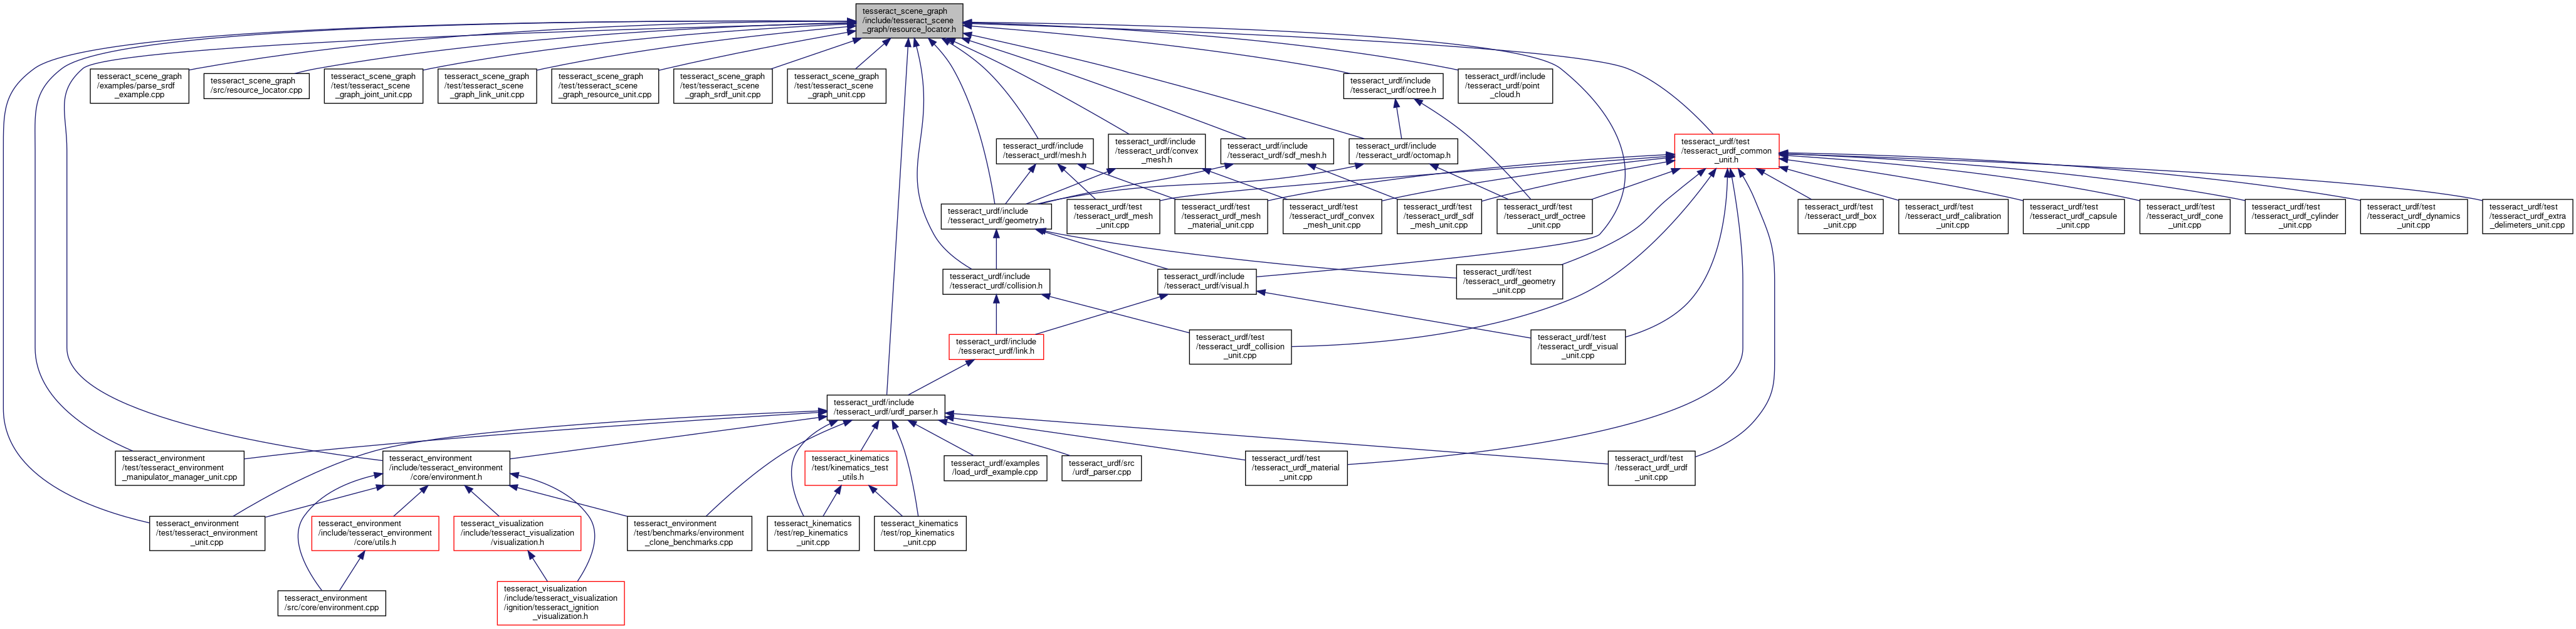 tesseract_scene_graph
/include/tesseract_scene
_graph/resource_locator.h
tesseract_scene_graph
/examples/parse_srdf
_example.cpp
tesseract_scene_graph
/src/resource_locator.cpp
tesseract_scene_graph
/test/tesseract_scene
_graph_joint_unit.cpp
tesseract_scene_graph
/test/tesseract_scene
_graph_link_unit.cpp
tesseract_scene_graph
/test/tesseract_scene
_graph_resource_unit.cpp
tesseract_scene_graph
/test/tesseract_scene
_graph_srdf_unit.cpp
tesseract_scene_graph
/test/tesseract_scene
_graph_unit.cpp
tesseract_urdf/include
/tesseract_urdf/octree.h
tesseract_urdf/include
/tesseract_urdf/point
_cloud.h
tesseract_urdf/include
/tesseract_urdf/mesh.h
tesseract_urdf/include
/tesseract_urdf/convex
_mesh.h
tesseract_urdf/include
/tesseract_urdf/sdf_mesh.h
tesseract_urdf/include
/tesseract_urdf/octomap.h
tesseract_urdf/test
/tesseract_urdf_common
_unit.h
tesseract_urdf/include
/tesseract_urdf/geometry.h
tesseract_urdf/test
/tesseract_urdf_mesh
_unit.cpp
tesseract_urdf/test
/tesseract_urdf_mesh
_material_unit.cpp
tesseract_urdf/test
/tesseract_urdf_convex
_mesh_unit.cpp
tesseract_urdf/test
/tesseract_urdf_sdf
_mesh_unit.cpp
tesseract_urdf/test
/tesseract_urdf_octree
_unit.cpp
tesseract_urdf/test
/tesseract_urdf_box
_unit.cpp
tesseract_urdf/test
/tesseract_urdf_calibration
_unit.cpp
tesseract_urdf/test
/tesseract_urdf_capsule
_unit.cpp
tesseract_urdf/test
/tesseract_urdf_cone
_unit.cpp
tesseract_urdf/test
/tesseract_urdf_cylinder
_unit.cpp
tesseract_urdf/test
/tesseract_urdf_dynamics
_unit.cpp
tesseract_urdf/test
/tesseract_urdf_extra
_delimeters_unit.cpp
tesseract_urdf/include
/tesseract_urdf/collision.h
tesseract_urdf/include
/tesseract_urdf/visual.h
tesseract_urdf/test
/tesseract_urdf_geometry
_unit.cpp
tesseract_urdf/include
/tesseract_urdf/link.h
tesseract_urdf/test
/tesseract_urdf_collision
_unit.cpp
tesseract_urdf/test
/tesseract_urdf_visual
_unit.cpp
tesseract_urdf/include
/tesseract_urdf/urdf_parser.h
tesseract_environment
/test/tesseract_environment
_manipulator_manager_unit.cpp
tesseract_environment
/include/tesseract_environment
/core/environment.h
tesseract_kinematics
/test/kinematics_test
_utils.h
tesseract_urdf/examples
/load_urdf_example.cpp
tesseract_urdf/src
/urdf_parser.cpp
tesseract_urdf/test
/tesseract_urdf_material
_unit.cpp
tesseract_urdf/test
/tesseract_urdf_urdf
_unit.cpp
tesseract_environment
/test/tesseract_environment
_unit.cpp
tesseract_environment
/include/tesseract_environment
/core/utils.h
tesseract_visualization
/include/tesseract_visualization
/visualization.h
tesseract_environment
/test/benchmarks/environment
_clone_benchmarks.cpp
tesseract_kinematics
/test/rep_kinematics
_unit.cpp
tesseract_kinematics
/test/rop_kinematics
_unit.cpp
tesseract_environment
/src/core/environment.cpp
tesseract_visualization
/include/tesseract_visualization
/ignition/tesseract_ignition
_visualization.h